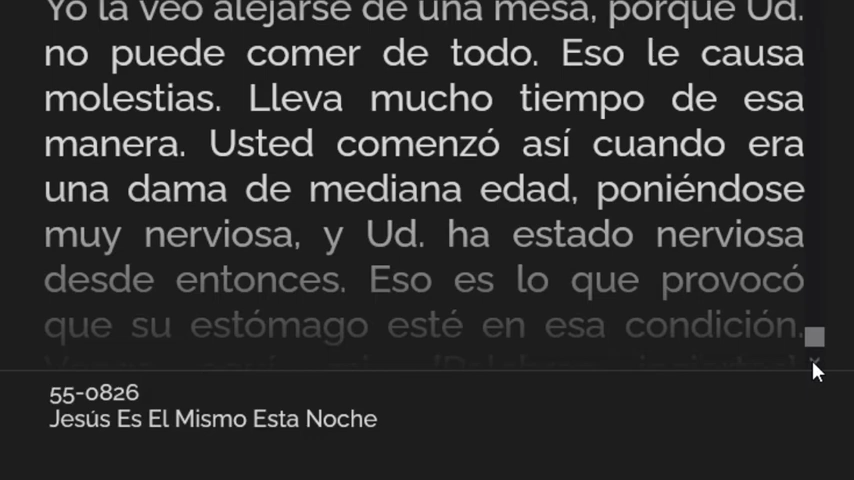 Yo la veo alejarse de una mesa, porque Ud.
no puede comer de todo. Eso le causa
molestias. Lleva mucho tiempo de esa
manera. Usted comenzó así cuando era
una dama de mediana edad, poniéndose
muy nerviosa, y Ud. ha estado nerviosa
desde entonces. Eso es lo que provocó
que su estómago esté en esa condición.
55-0826
Jesús Es El Mismo Esta Noche